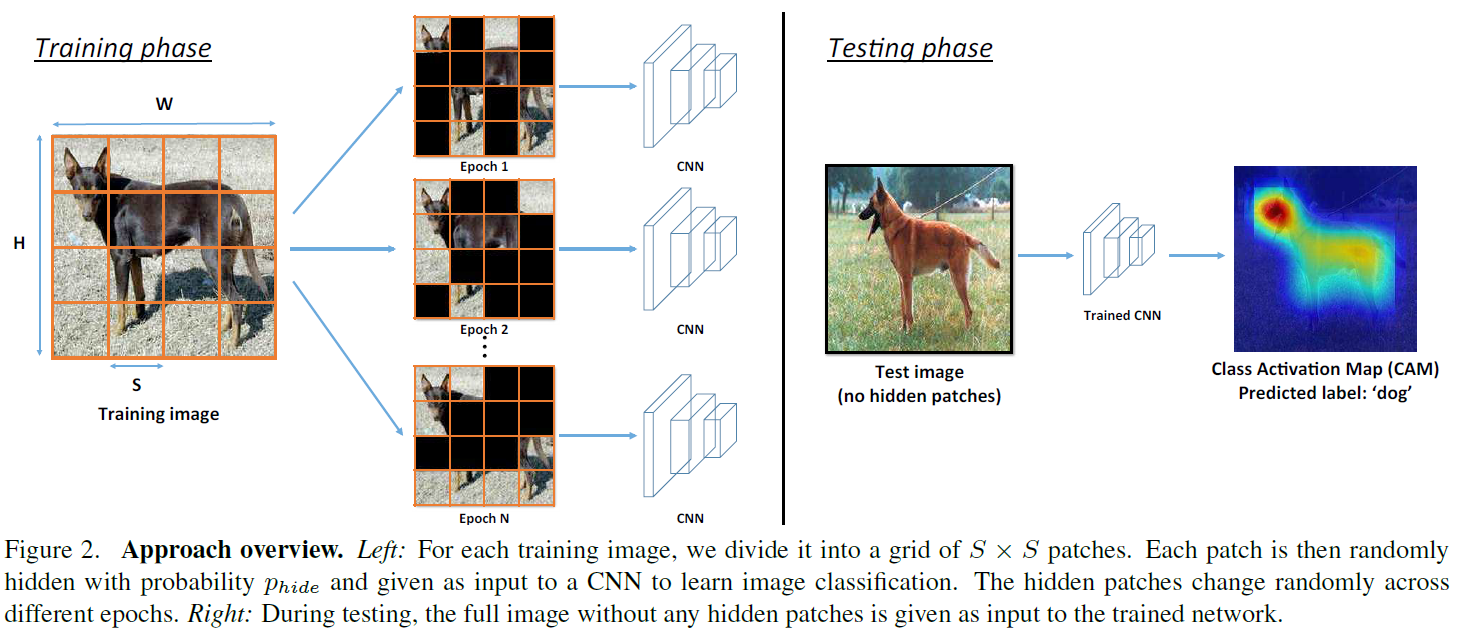 Training phase
W
H
S
Training image
Epoch 1
CNN
Epoch 2
CNN
Epoch N
CNN
Testing phase
Test image
(no hidden patches)
Trained CNN
Class Activation Map (CAM)
Predicted label: ‘dog’
Figure 2. Approach overview. Left: For each training image, we divide it into a grid of S × S patches. Each patch is then randomly
hidden with probability p_hide and given as input to a CNN to learn image classification. The hidden patches change randomly across
different epochs. Right: During testing, the full image without any hidden patches is given as input to the trained network.